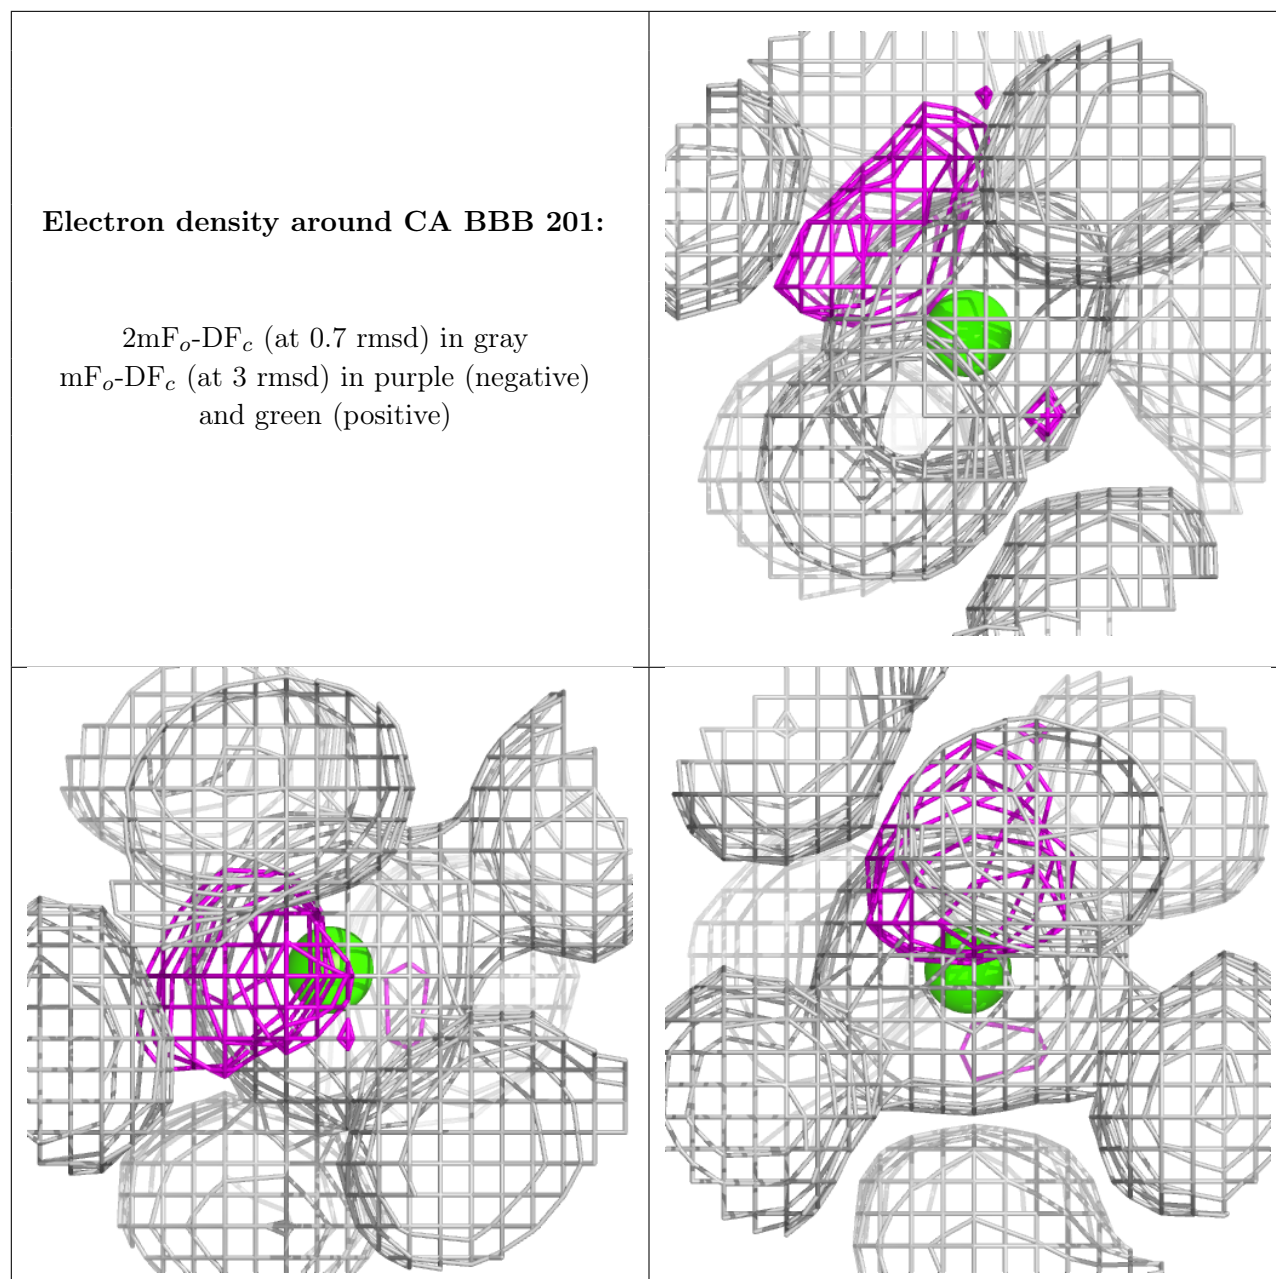 Electron density around CA BBB 201:
2mFo-DFc (at 0.7 rmsd) in gray
mFo-DFc (at 3 rmsd) in purple (negative)
and green (positive)